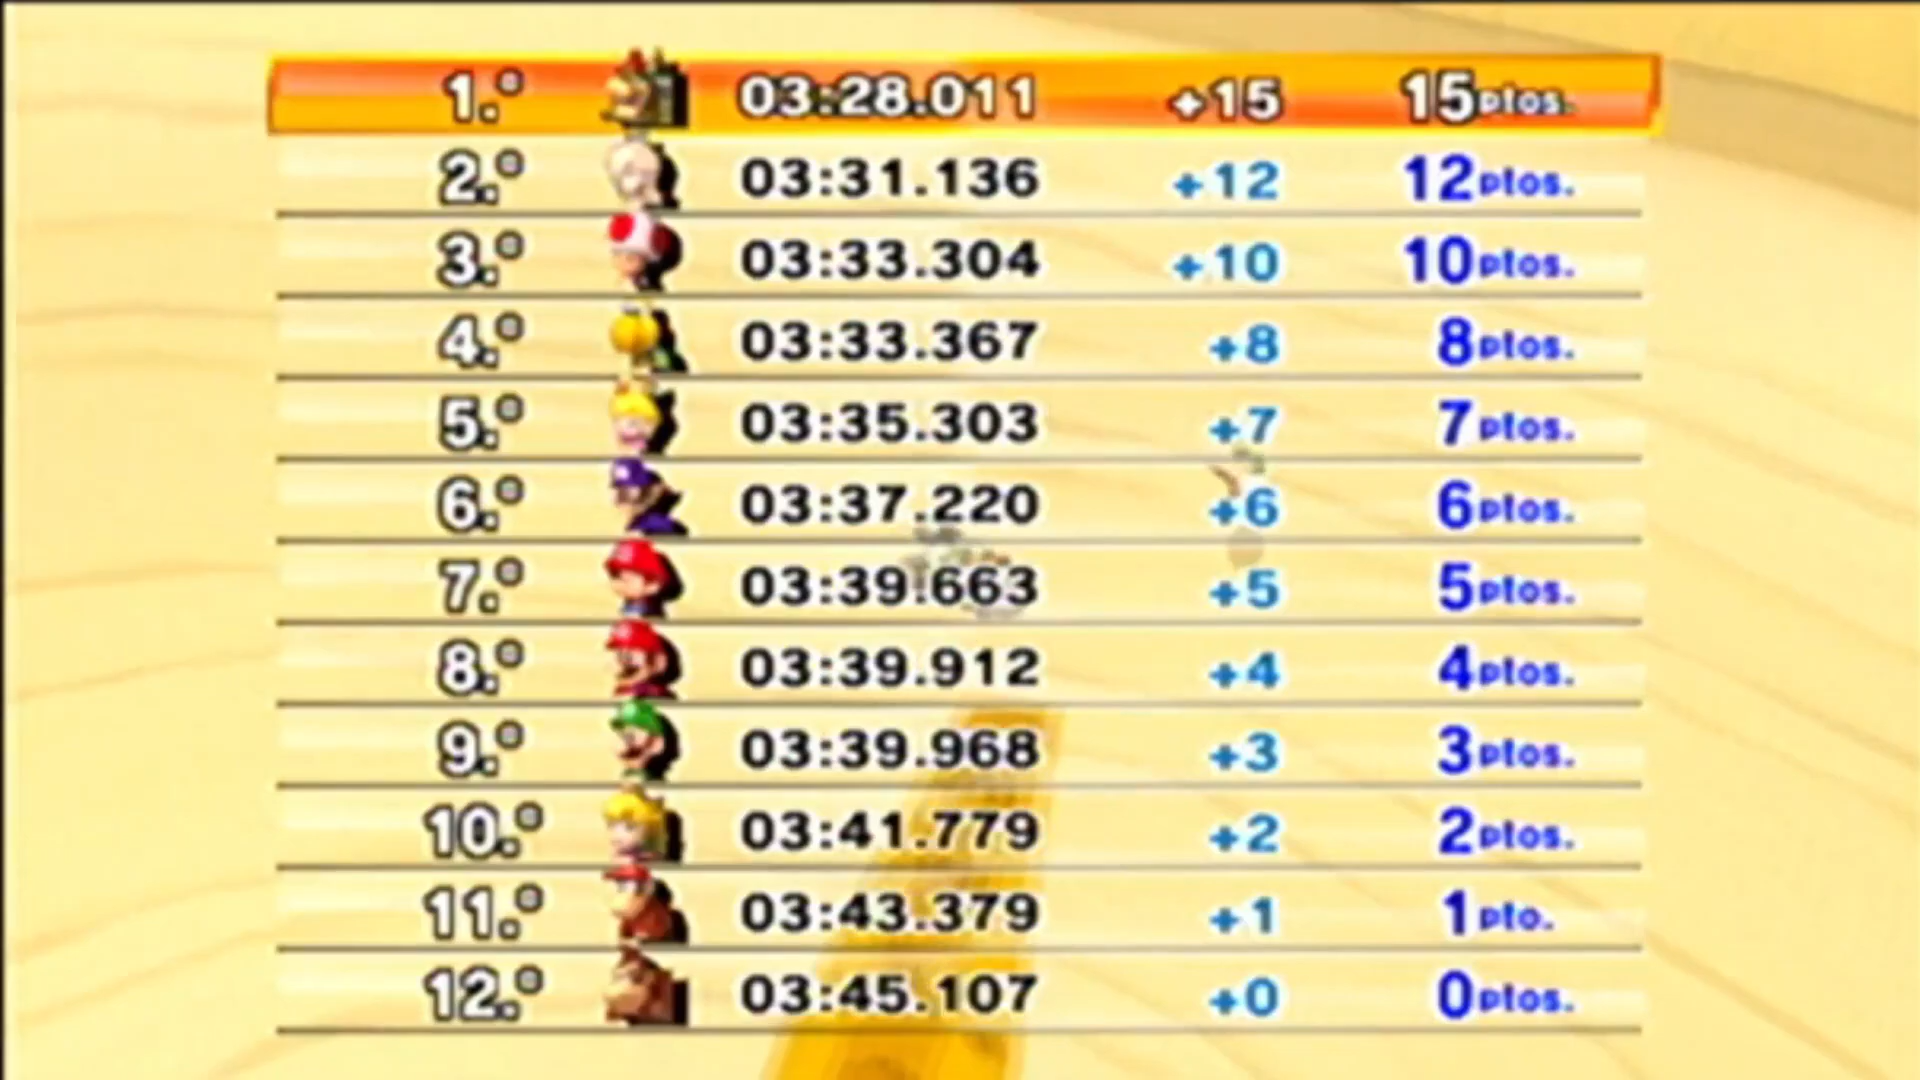 1.º 03:28.011 +15 15ptos.
2.º 03:31.136 +12 12ptos.
3.º 03:33.304 +10 10ptos.
4.º 03:33.367 +8 8ptos.
5.º 03:35.303 +7 7ptos.
6.º 03:37.220 +6 6ptos.
7.º 03:39.663 +5 5ptos.
8.º 03:39.912 +4 4ptos.
9.º 03:39.968 +3 3ptos.
10.º 03:41.779 +2 2ptos.
11.º 03:43.379 +1 1pto.
12.º 03:45.107 +0 0ptos.